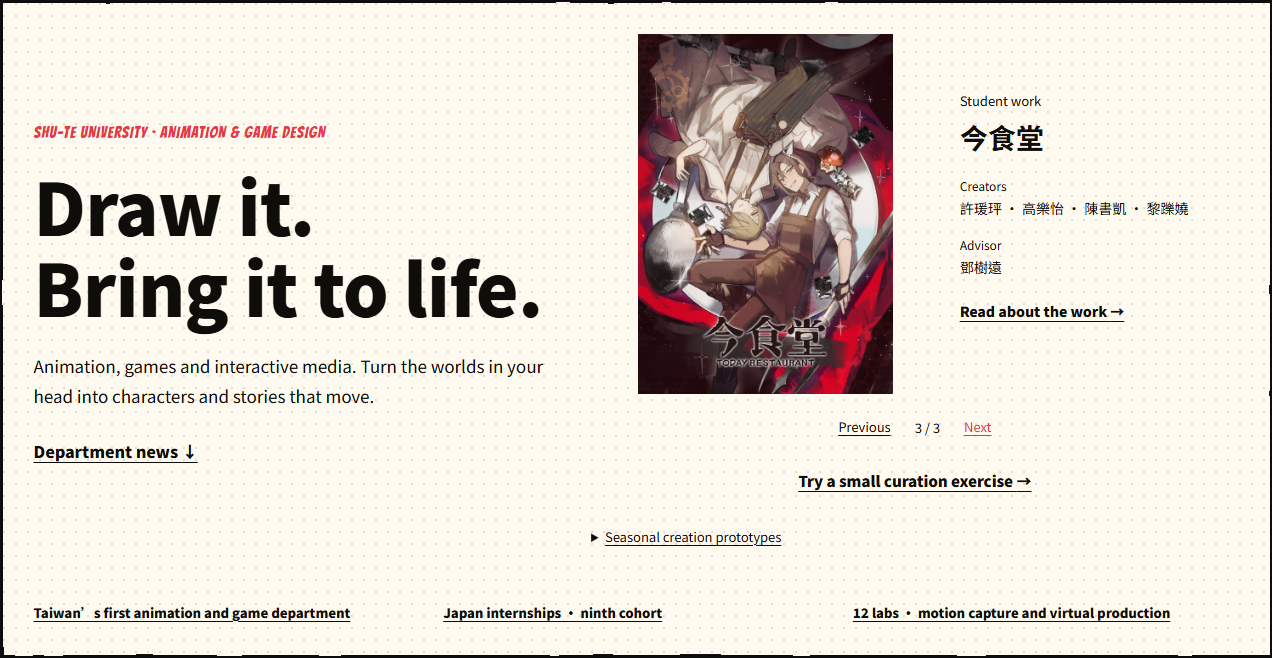 SHU-TE UNIVERSITY · ANIMATION & GAME DESIGN
Draw it.
Bring it to life.
Animation, games and interactive media. Turn the worlds in your
head into characters and stories that move.
Department news ↓
今食堂
TODAY RESTAURANT
Student work
今食堂
Creators
許瑗玶 · 高樂怡 · 陳書凱 · 黎躒嬈
Advisor
鄧樹遠
Read about the work →
Previous 3 / 3 Next
Try a small curation exercise →
▶ Seasonal creation prototypes
Taiwan’s first animation and game department
Japan internships · ninth cohort
12 labs · motion capture and virtual production